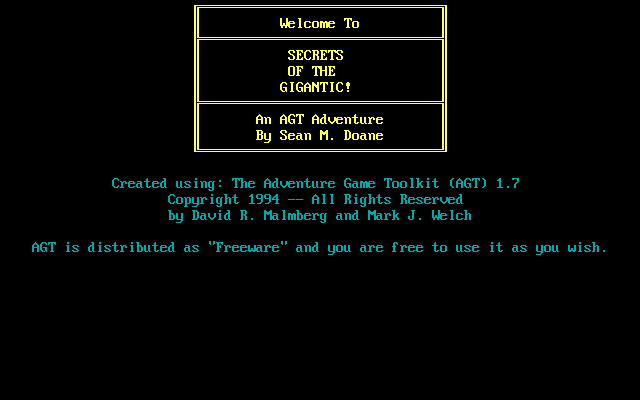 Welcome To
SECRETS
OF THE
GIGANTIC!
An AGT Adventure
By Sean M. Doane
Created using: The Adventure Game Toolkit (AGT) 1.7
Copyright 1994 -- All Rights Reserved
by David R. Malmberg and Mark J. Welch
AGT is distributed as "Freeware" and you are free to use it as you wish.